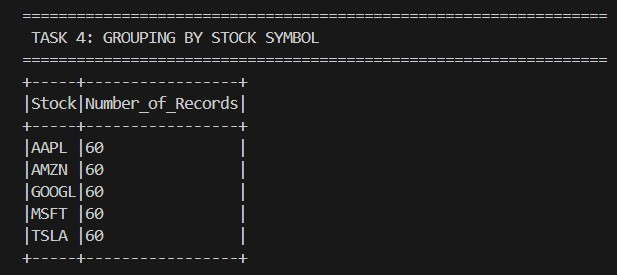 ==============================================================
TASK 4: GROUPING BY STOCK SYMBOL
==============================================================
+-----+-----------------+
|Stock|Number_of_Records|
+-----+-----------------+
|AAPL |60               |
|AMZN |60               |
|GOOGL|60               |
|MSFT |60               |
|TSLA |60               |
+-----+-----------------+